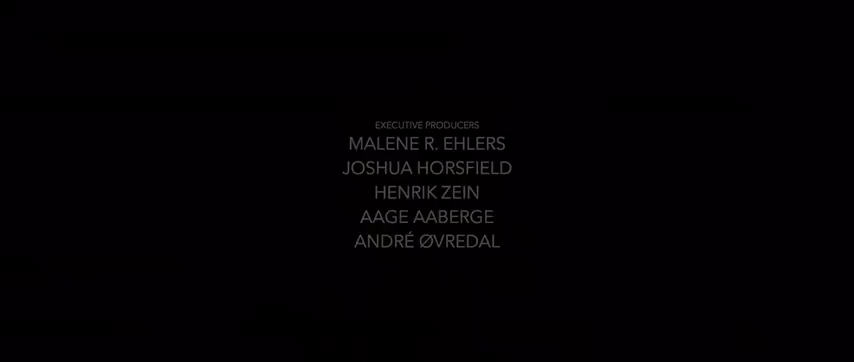 EXECUTIVE PRODUCERS
MALENE R. EHLERS
JOSHUA HORSFIELD
HENRIK ZEIN
AAGE AABERGE
ANDRÉ ØVREDAL